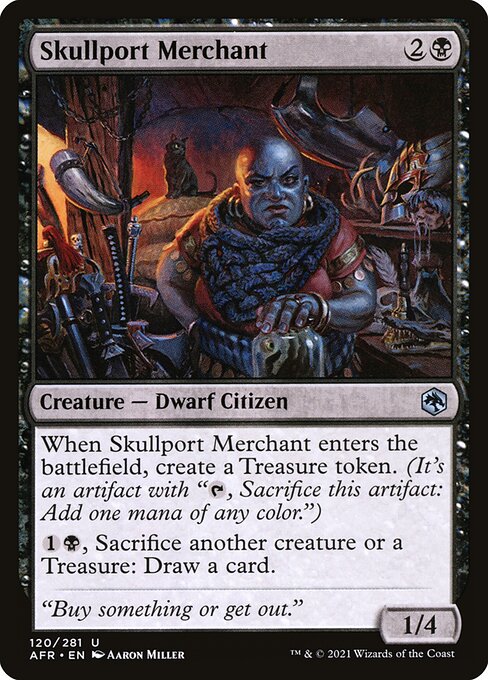 Skullport Merchant 2
Creature — Dwarf Citizen
When Skullport Merchant enters the
battlefield, create a Treasure token. (It's
an artifact with “, Sacrifice this artifact:
Add one mana of any color.”)
1, Sacrifice another creature or a
Treasure: Draw a card.
“Buy something or get out.”
1/4
120/281 U
AFR • EN Aaron Miller
™ & © 2021 Wizards of the Coast